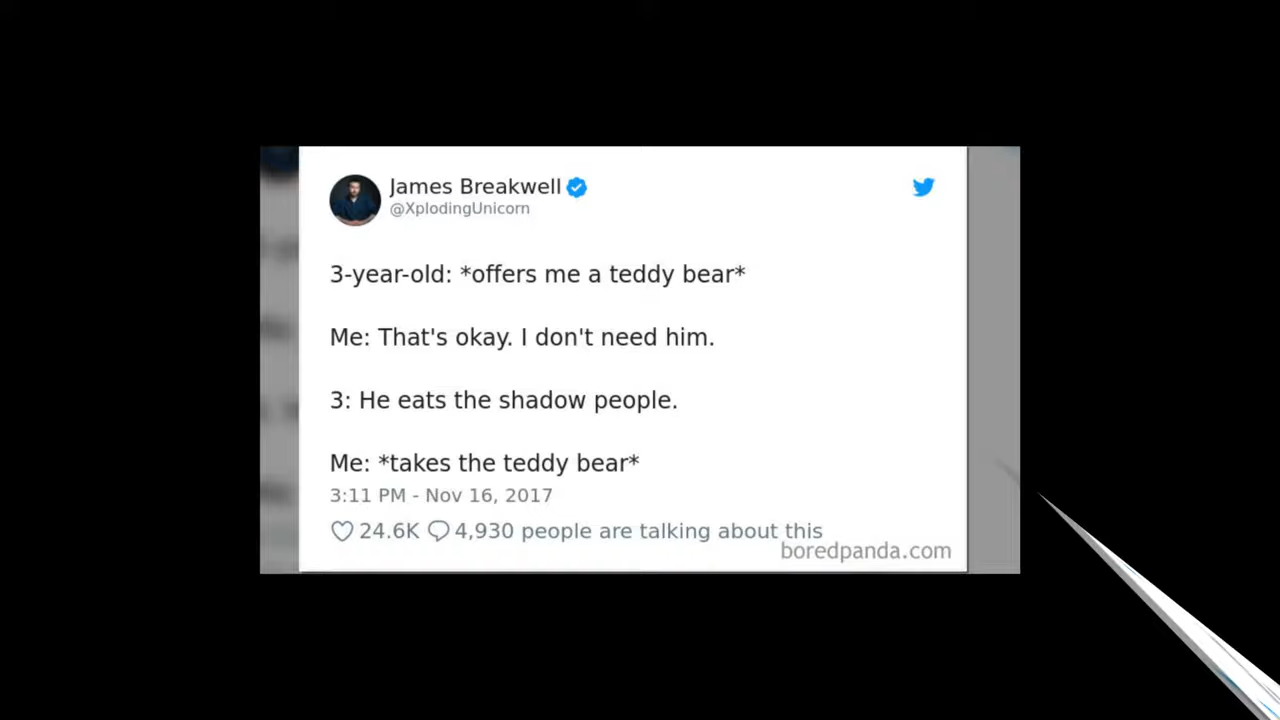 James Breakwell
@XplodingUnicorn
3-year-old: *offers me a teddy bear*
Me: That's okay. I don't need him.
3: He eats the shadow people.
Me: *takes the teddy bear*
3:11 PM - Nov 16, 2017
24.6K 4,930 people are talking about this
boredpanda.com